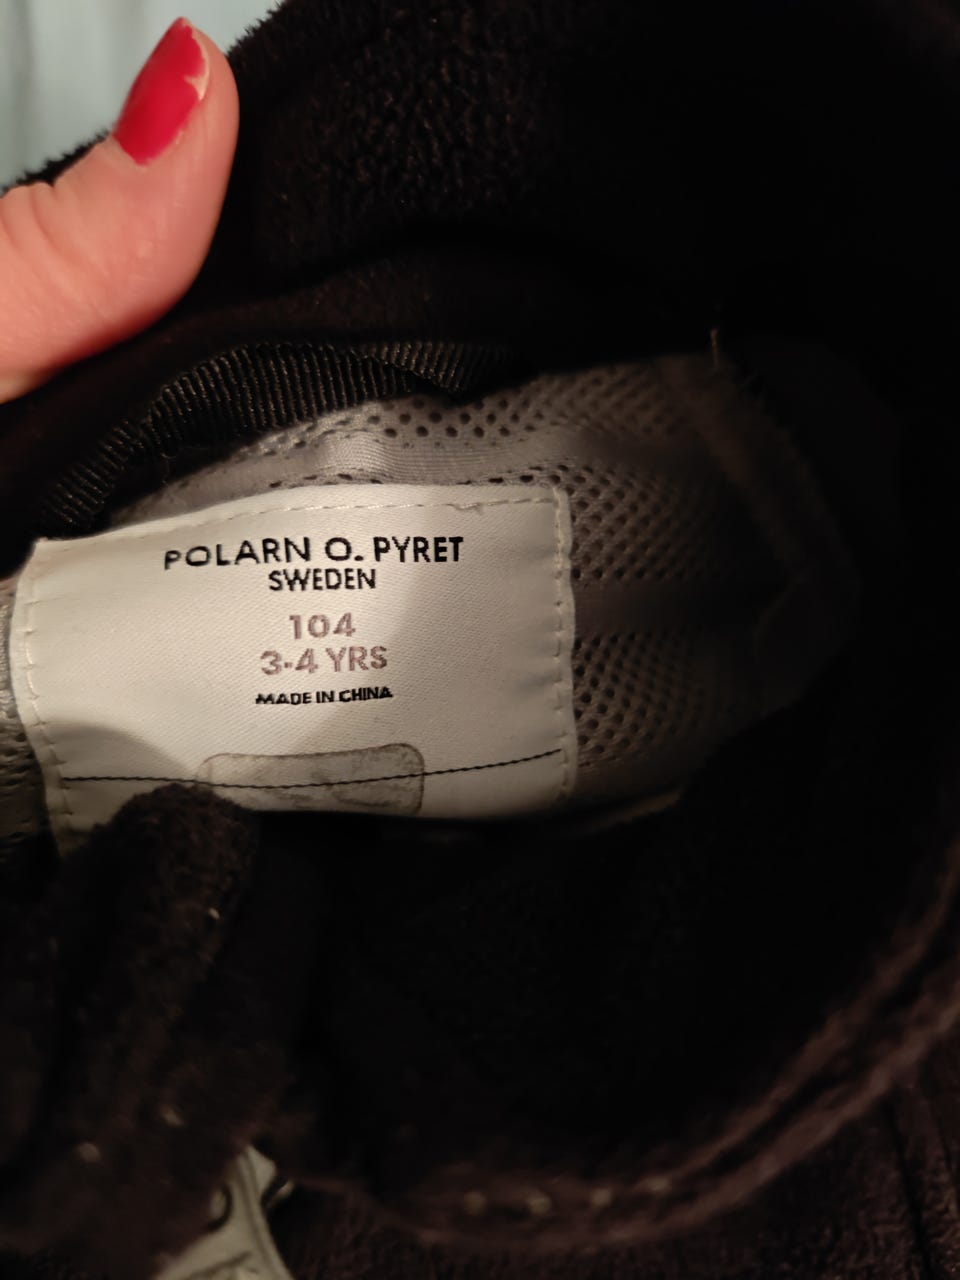 POLARN O. PYRET
SWEDEN
104
3-4 YRS
MADE IN CHINA